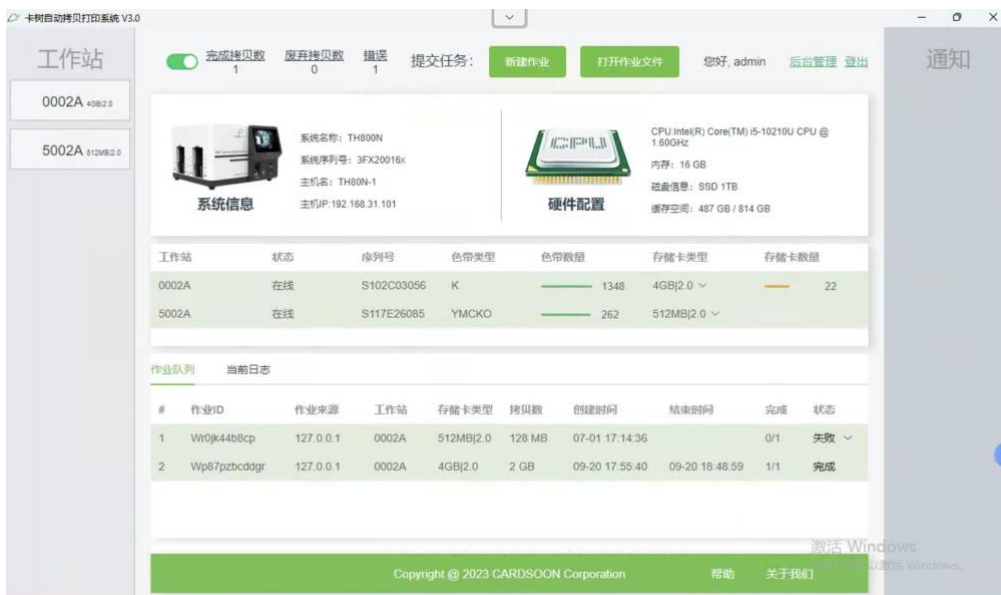 卡树自动拷贝打印系统 V3.0
工作站
0002A 4GB|2.0
5002A 512MB|2.0
完成拷贝数 废弃拷贝数 错误
1 0 1
提交任务：
新建作业
打开作业文件
您好, admin 后台管理 登出
通知
系统信息
系统名称：TH800N
系统序列号：3FX20016x
主机名：TH80N-1
主机IP:192.168.31.101
CPU
硬件配置
CPU:Intel(R) Core(TM) i5-10210U CPU @
1.60GHz
内存：16 GB
磁盘信息：SSD 1TB
缓存空间：487 GB / 814 GB
工作站 状态 序列号 色带类型 色带数量 存储卡类型 存储卡数量
0002A 在线 S102C03056 K 1348 4GB|2.0 22
5002A 在线 S117E26085 YMCKO 262 512MB|2.0
作业队列 当前日志
# 作业ID 作业来源 工作站 存储卡类型 拷贝数 创建时间 结束时间 完成 状态
1 Wr0jk44b8cp 127.0.0.1 0002A 512MB|2.0 128 MB 07-01 17:14:36 0/1 失败
2 Wp87pzbcddgr 127.0.0.1 0002A 4GB|2.0 2 GB 09-20 17:55:40 09-20 18:48:59 1/1 完成
激活 Windows
以激活 Windows。
Copyright @ 2023 CARDSOON Corporation 帮助 关于我们